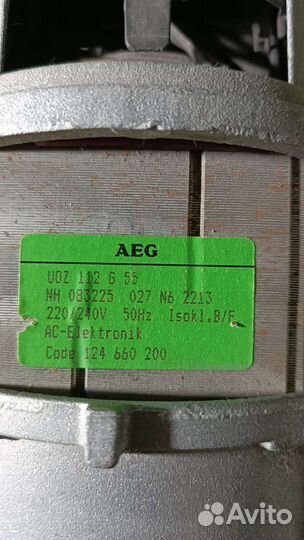 AEG
UOZ 112 G 55
NH 083225 027 N6 2213
220/240V 50Hz Isokl.B/F
AC-Elektronik
Code 124 660 200
Avito